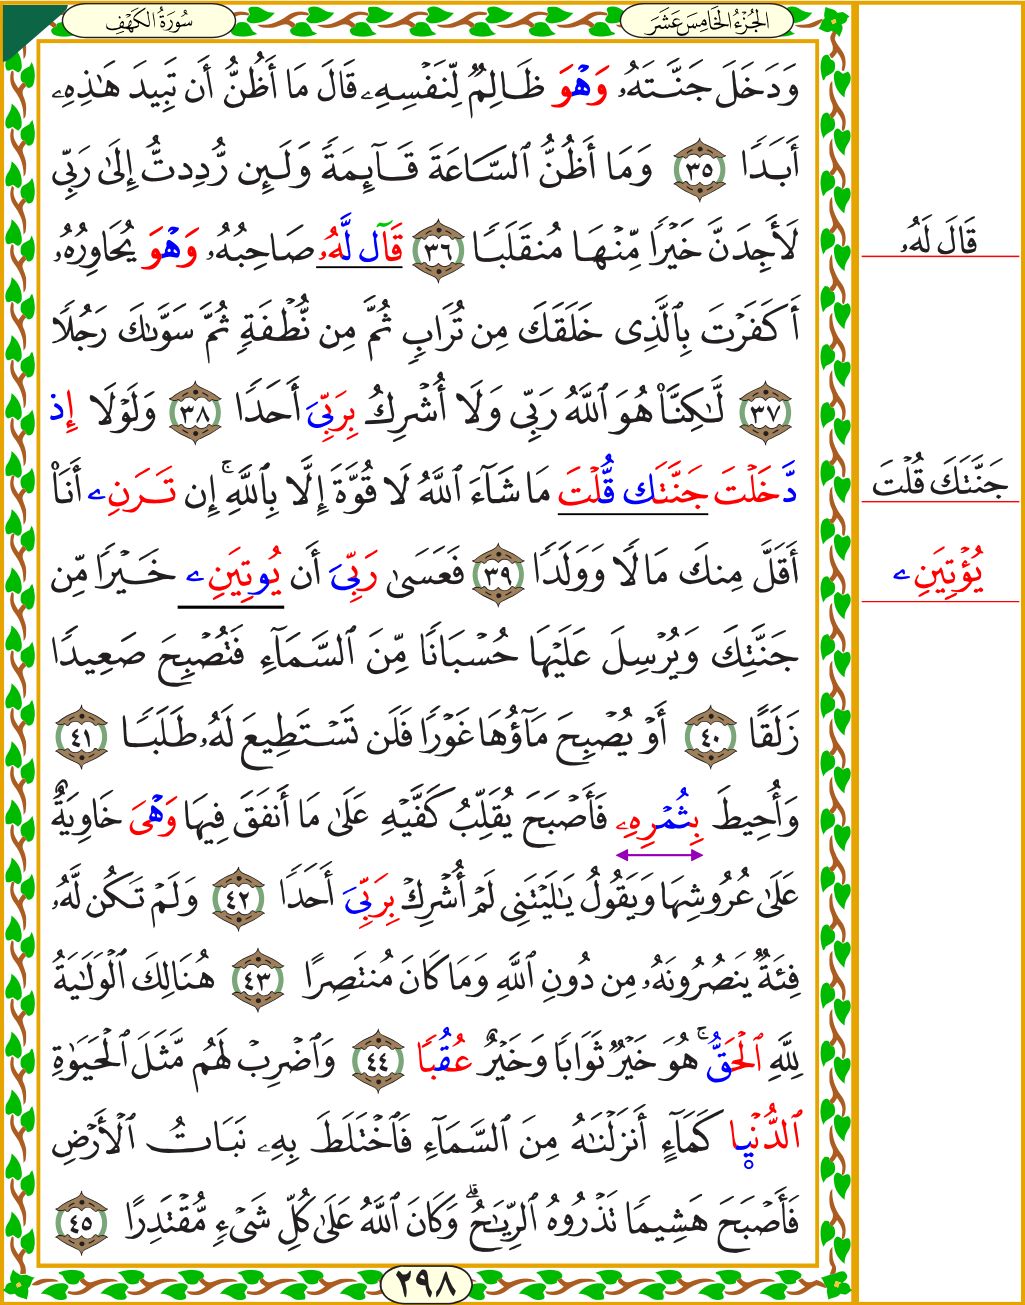 سُورَةُ الكَهْفِ
الجُزْءُ الخَامِسَ عَشَرَ
وَدَخَلَ جَنَّتَهُۥ وَهْوَ ظَالِمٌ لِّنَفْسِهِۦ قَالَ مَا أَظُنُّ أَن تَبِيدَ هَٰذِهِۦ
أَبَدٗا ٣٥ وَمَا أَظُنُّ ٱلسَّاعَةَ قَآئِمَةٗ وَلَئِن رُّدِدتُّ إِلَىٰ رَبِّي
لَأَجِدَنَّ خَيۡرٗا مِّنۡهَا مُنقَلَبٗا ٣٦ قَآل لَّهُۥ صَاحِبُهُۥ وَهۡوَ يُحَاوِرُهُۥ
أَكَفَرۡتَ بِٱلَّذِي خَلَقَكَ مِن تُرَابٖ ثُمَّ مِن نُّطۡفَةٖ ثُمَّ سَوَّىٰكَ رَجُلٗا
٣٧ لَّٰكِنَّا۠ هُوَ ٱللَّهُ رَبِّي وَلَا أُشۡرِكُ بِرَبِّيَ أَحَدٗا ٣٨ وَلَوۡلَا إِذ
دَّخَلۡتَ جَنَّتَك قُّلۡتَ مَا شَآءَ ٱللَّهُ لَا قُوَّةَ إِلَّا بِٱللَّهِۚ إِن تَرَنِۦ أَنَا۠
أَقَلَّ مِنكَ مَالٗا وَوَلَدٗا ٣٩ فَعَسَىٰ رَبِّيَ أَن يُوتِيَنِۦ خَيۡرٗا مِّن
جَنَّتِكَ وَيُرۡسِلَ عَلَيۡهَا حُسۡبَانٗا مِّنَ ٱلسَّمَآءِ فَتُصۡبِحَ صَعِيدٗا
زَلَقًا ٤٠ أَوۡ يُصۡبِحَ مَآؤُهَا غَوۡرٗا فَلَن تَسۡتَطِيعَ لَهُۥ طَلَبٗا ٤١
وَأُحِيطَ بِثُمۡرِهِۦ فَأَصۡبَحَ يُقَلِّبُ كَفَّيۡهِ عَلَىٰ مَا أَنفَقَ فِيهَا وَهۡيَ خَاوِيَةٌ
عَلَىٰ عُرُوشِهَا وَيَقُولُ يَٰلَيۡتَنِي لَمۡ أُشۡرِكۡ بِرَبِّيَ أَحَدٗا ٤٢ وَلَمۡ تَكُن لَّهُۥ
فِئَةٞ يَنصُرُونَهُۥ مِن دُونِ ٱللَّهِ وَمَا كَانَ مُنتَصِرًا ٤٣ هُنَالِكَ ٱلۡوَلَٰيَةُ
لِلَّهِ ٱلۡحَقُّۚ هُوَ خَيۡرٞ ثَوَابٗا وَخَيۡرٌ عُقُبٗا ٤٤ وَٱضۡرِبۡ لَهُم مَّثَلَ ٱلۡحَيَوٰةِ
ٱلدُّنۡيٜا كَمَآءٍ أَنزَلۡنَٰهُ مِنَ ٱلسَّمَآءِ فَٱخۡتَلَطَ بِهِۦ نَبَاتُ ٱلۡأَرۡضِ
فَأَصۡبَحَ هَشِيمٗا تَذۡرُوهُ ٱلرِّيَٰحُۗ وَكَانَ ٱللَّهُ عَلَىٰ كُلِّ شَيۡءٖ مُّقۡتَدِرًا ٤٥
٢٩٨
قَالَ لَهُۥ
جَنَّتَكَ قُلۡتَ
يُؤۡتِيَنِۦ